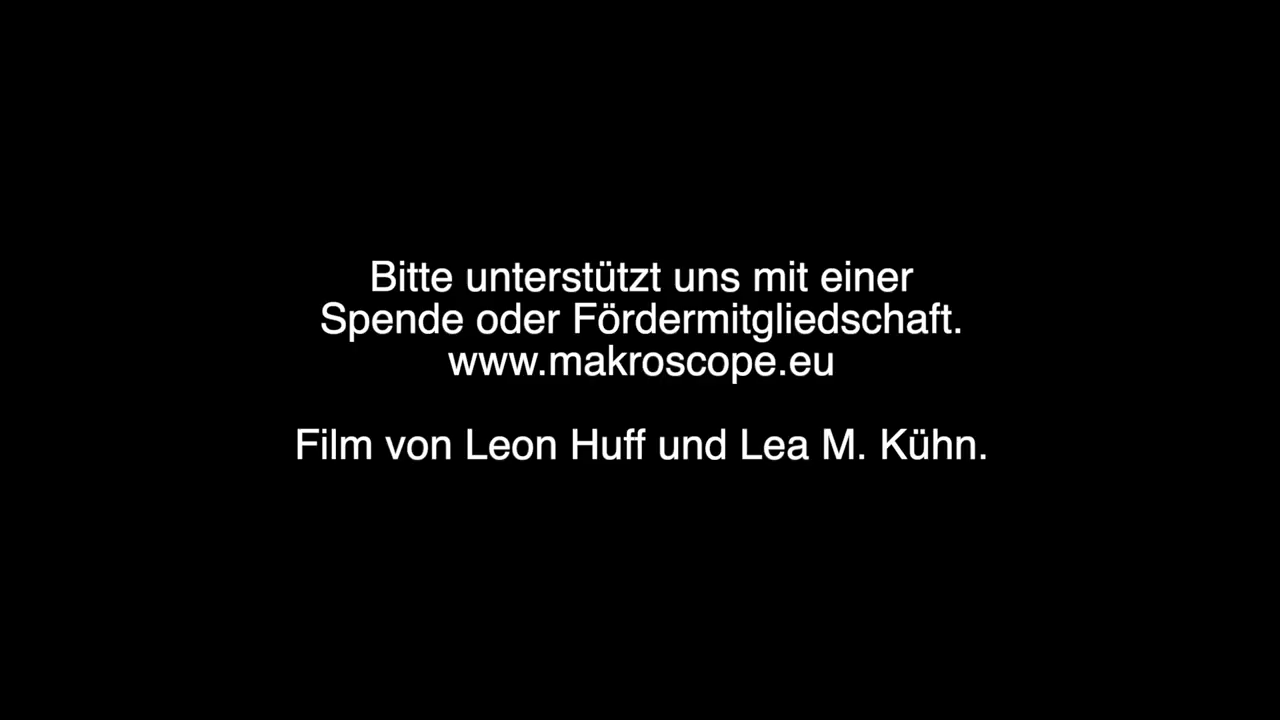 Bitte unterstützt uns mit einer
Spende oder Fördermitgliedschaft.
www.makroscope.eu
Film von Leon Huff und Lea M. Kühn.